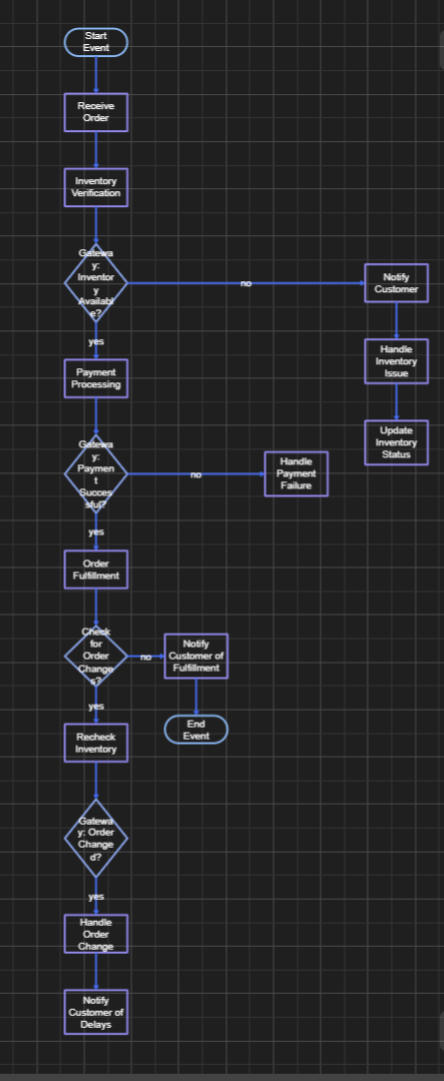 Start
Event
Receive
Order
Inventory
Verification
Gatewa
y:
Inventor
y
Availabl
e?
no
Notify
Customer
yes
Handle
Inventory
Issue
Payment
Processing
Update
Inventory
Status
Gatewa
y:
Paymen
t
Succes
sful?
no
Handle
Payment
Failure
yes
Order
Fulfillment
Check
for
Order
Change
s?
no
Notify
Customer of
Fulfillment
yes
End
Event
Recheck
Inventory
Gatewa
y: Order
Change
d?
yes
Handle
Order
Change
Notify
Customer of
Delays